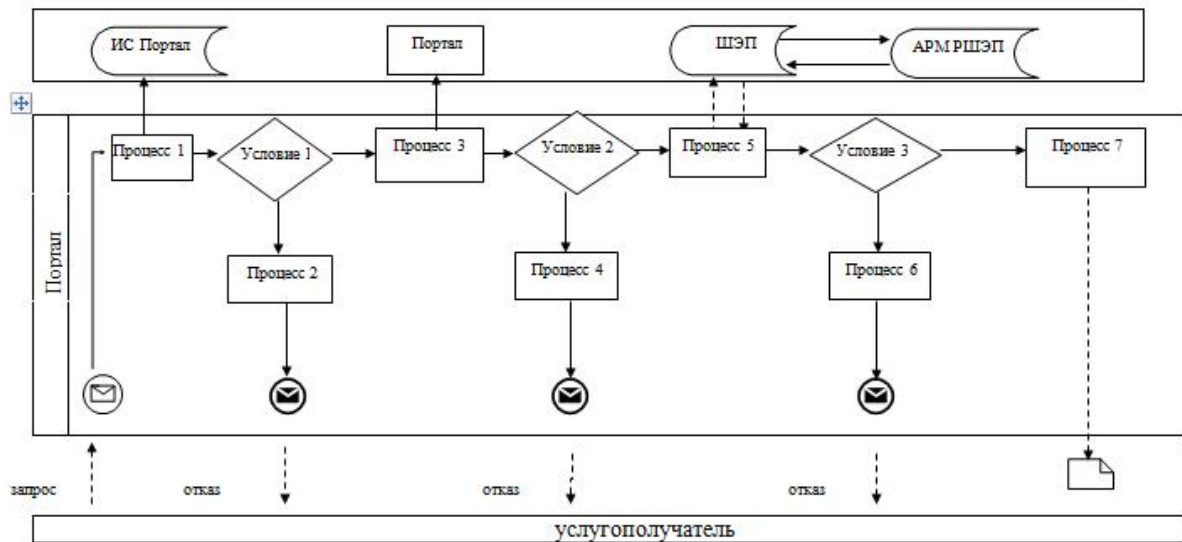 ИС Портал
Портал
ШЭП
АРМ РШЭП
Процесс 1
Условие 1
Процесс 3
Условие 2
Процесс 5
Условие 3
Процесс 7
Портал
Процесс 2
Процесс 4
Процесс 6
запрос
отказ
отказ
отказ
услугополучатель